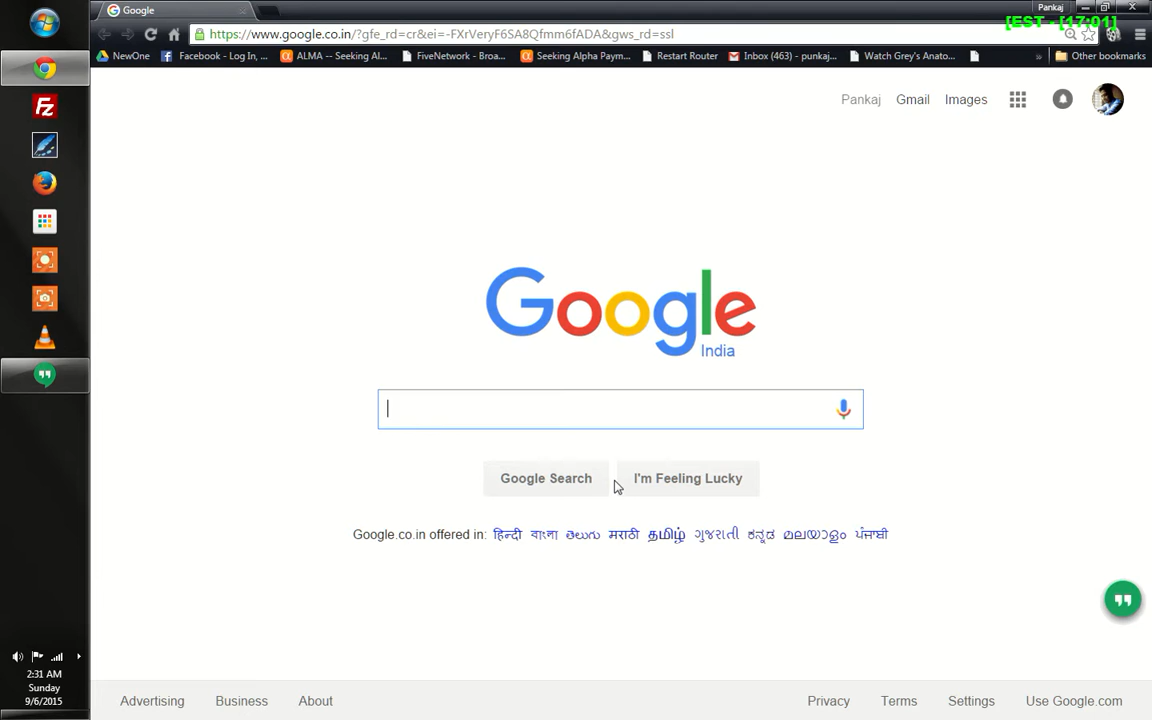 Google
Pankaj
[EST - [17:01]
https://www.google.co.in/?gfe_rd=cr&ei=-FXrVeryF6SA8Qfmm6fADA&gws_rd=ssl
NewOne
Facebook - Log In, ...
ALMA -- Seeking Al...
FiveNetwork - Broa...
Seeking Alpha Paym...
Restart Router
Inbox (463) - punkaj...
Watch Grey's Anato...
»
Other bookmarks
Pankaj Gmail Images
Google
India
Google Search
I'm Feeling Lucky
Google.co.in offered in: हिन्दी বাংলা తెలుగు मराठी தமிழ் ગુજરાતી ಕನ್ನಡ മലയാളം ਪੰਜਾਬੀ
2:31 AM
Sunday
9/6/2015
Advertising Business About Privacy Terms Settings Use Google.com